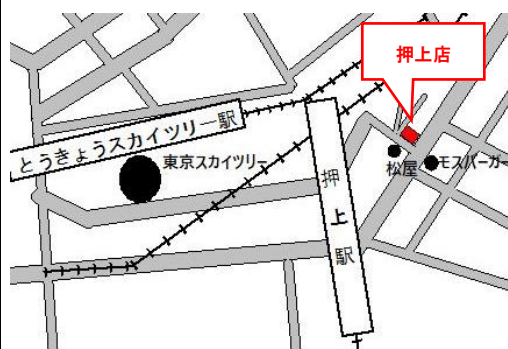 押上店
とうきょうスカイツリー駅
東京スカイツリー
押上駅
松屋
モスバーガー